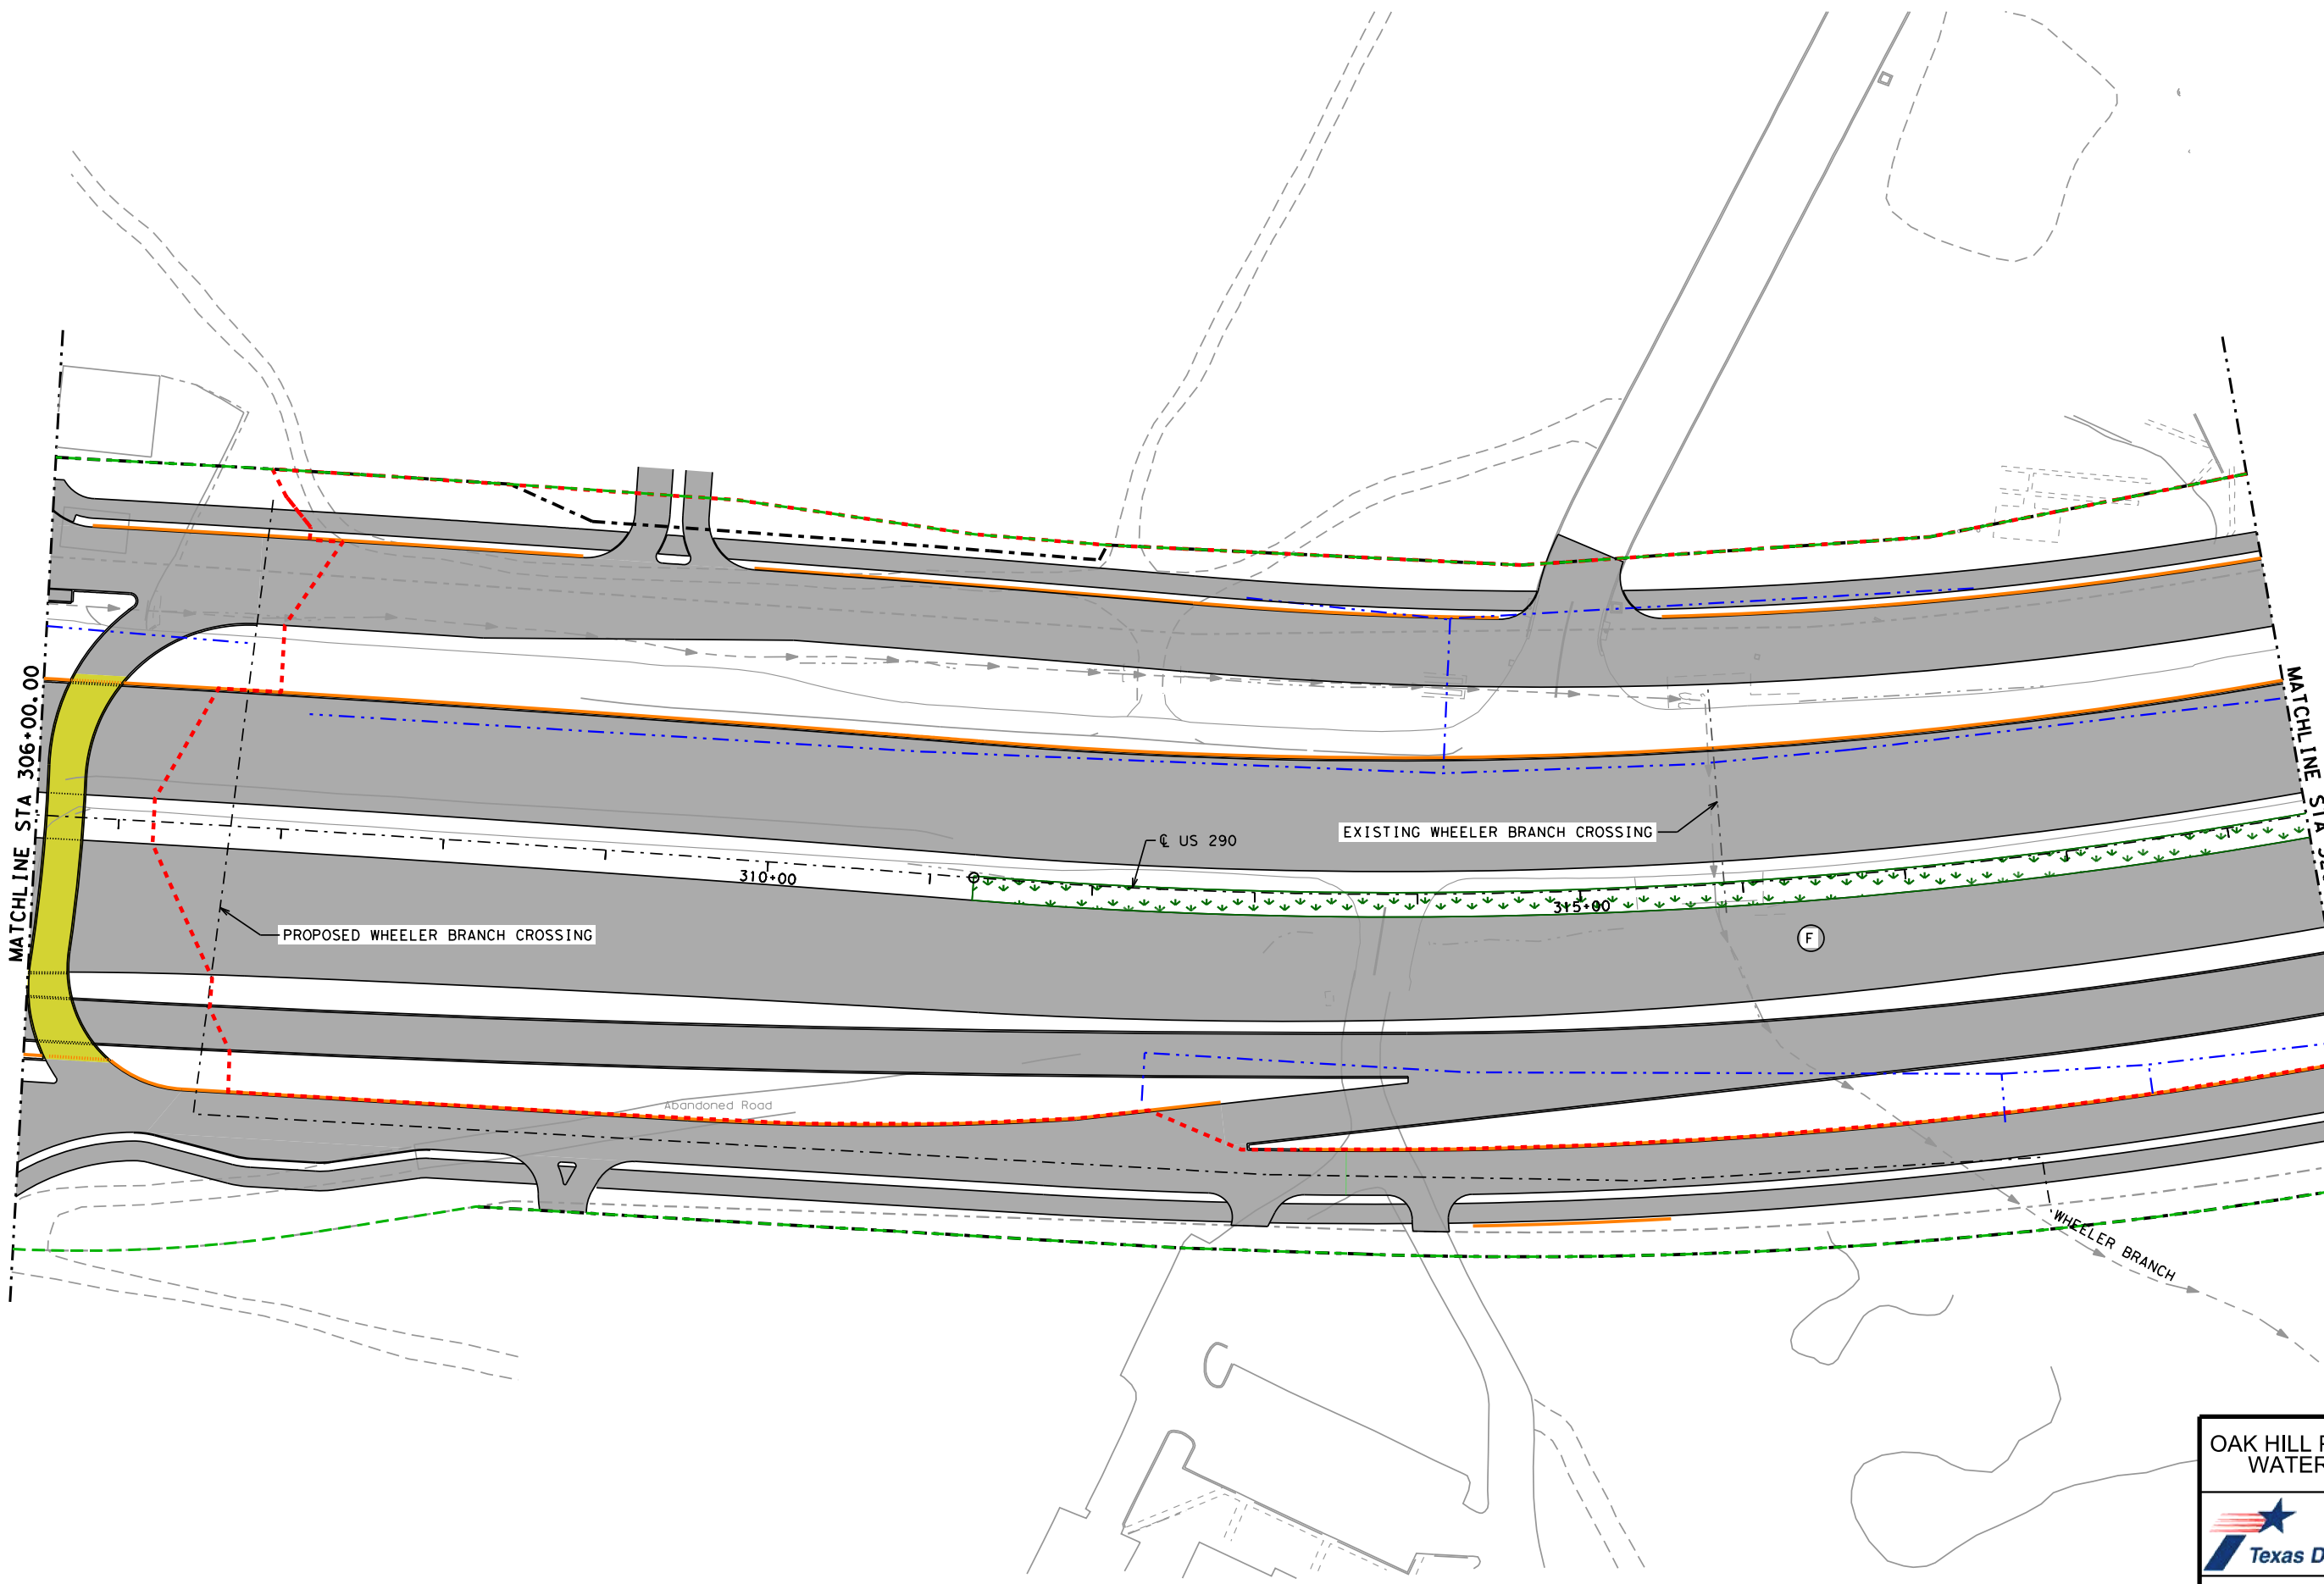 MATCHLINE STA 306+00.00
MATCHLINE STA
310+00
℄ US 290
EXISTING WHEELER BRANCH CROSSING
315+00
PROPOSED WHEELER BRANCH CROSSING
F
Abandoned Road
WHEELER BRANCH
OAK HILL
WATER
Texas D